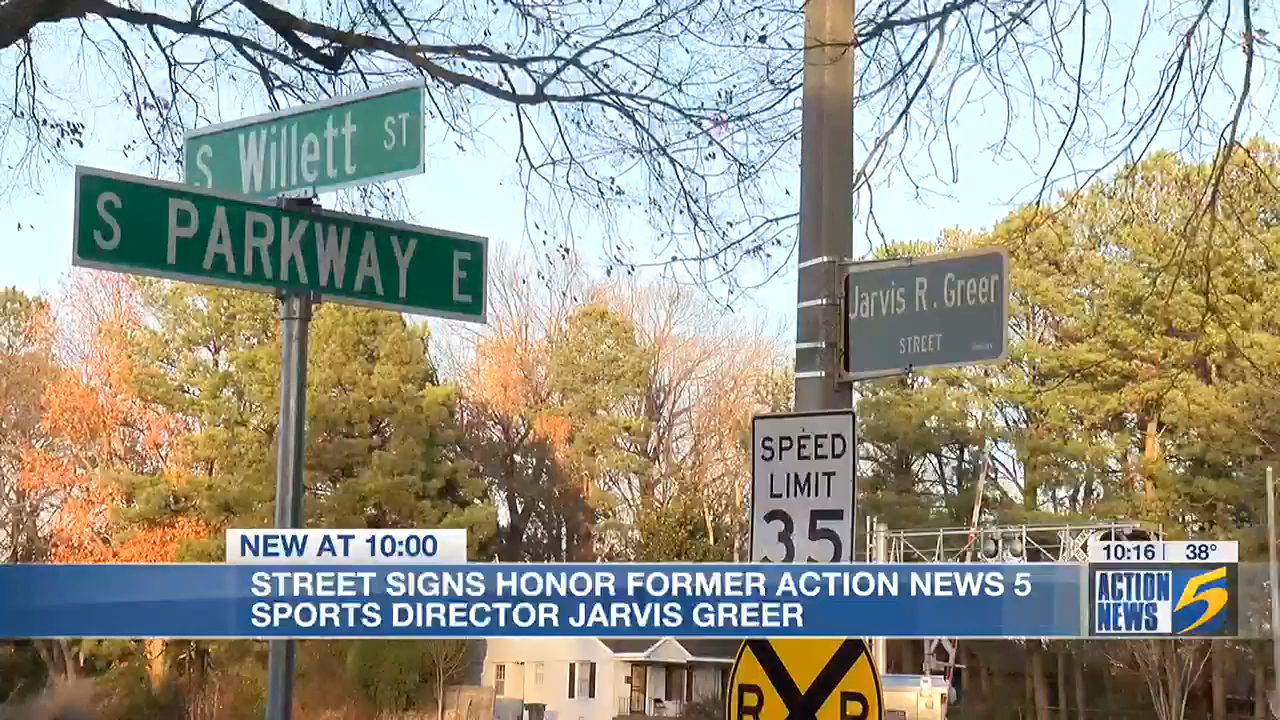 S Willett ST
S PARKWAY E
Jarvis R. Greer
STREET
SPEED
LIMIT
35
NEW AT 10:00
STREET SIGNS HONOR FORMER ACTION NEWS 5
SPORTS DIRECTOR JARVIS GREER
10:16 38°
ACTION
NEWS 5
R R